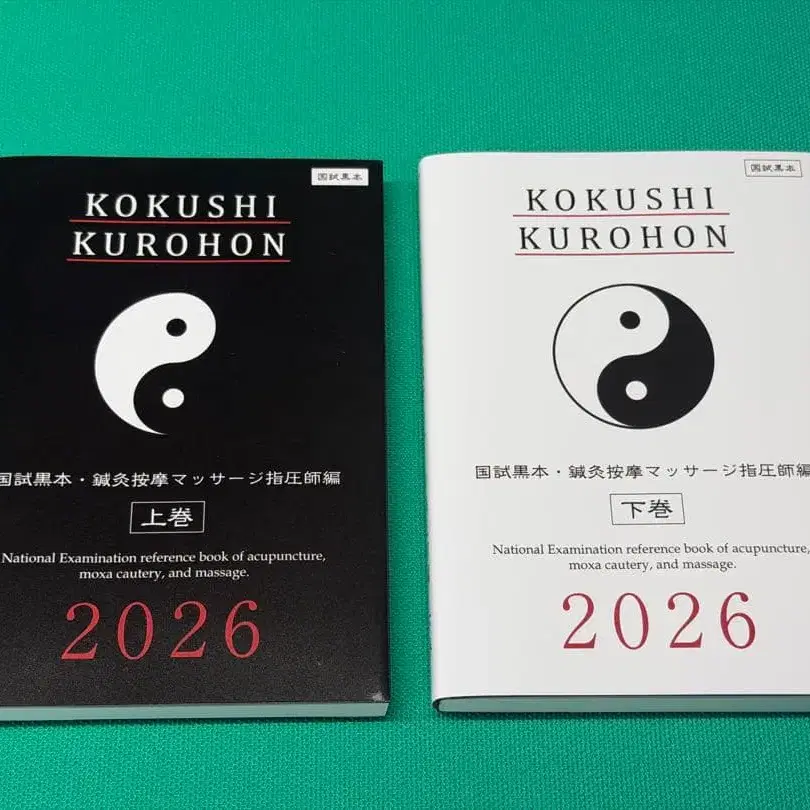 国試黒本
KOKUSHI
KUROHON
国試黒本・鍼灸按摩マッサージ指圧師編
上巻
National Examination reference book of acupuncture,
moxa cautery, and massage.
2026
国試黒本
KOKUSHI
KUROHON
国試黒本・鍼灸按摩マッサージ指圧師編
下巻
National Examination reference book of acupuncture,
moxa cautery, and massage.
2026